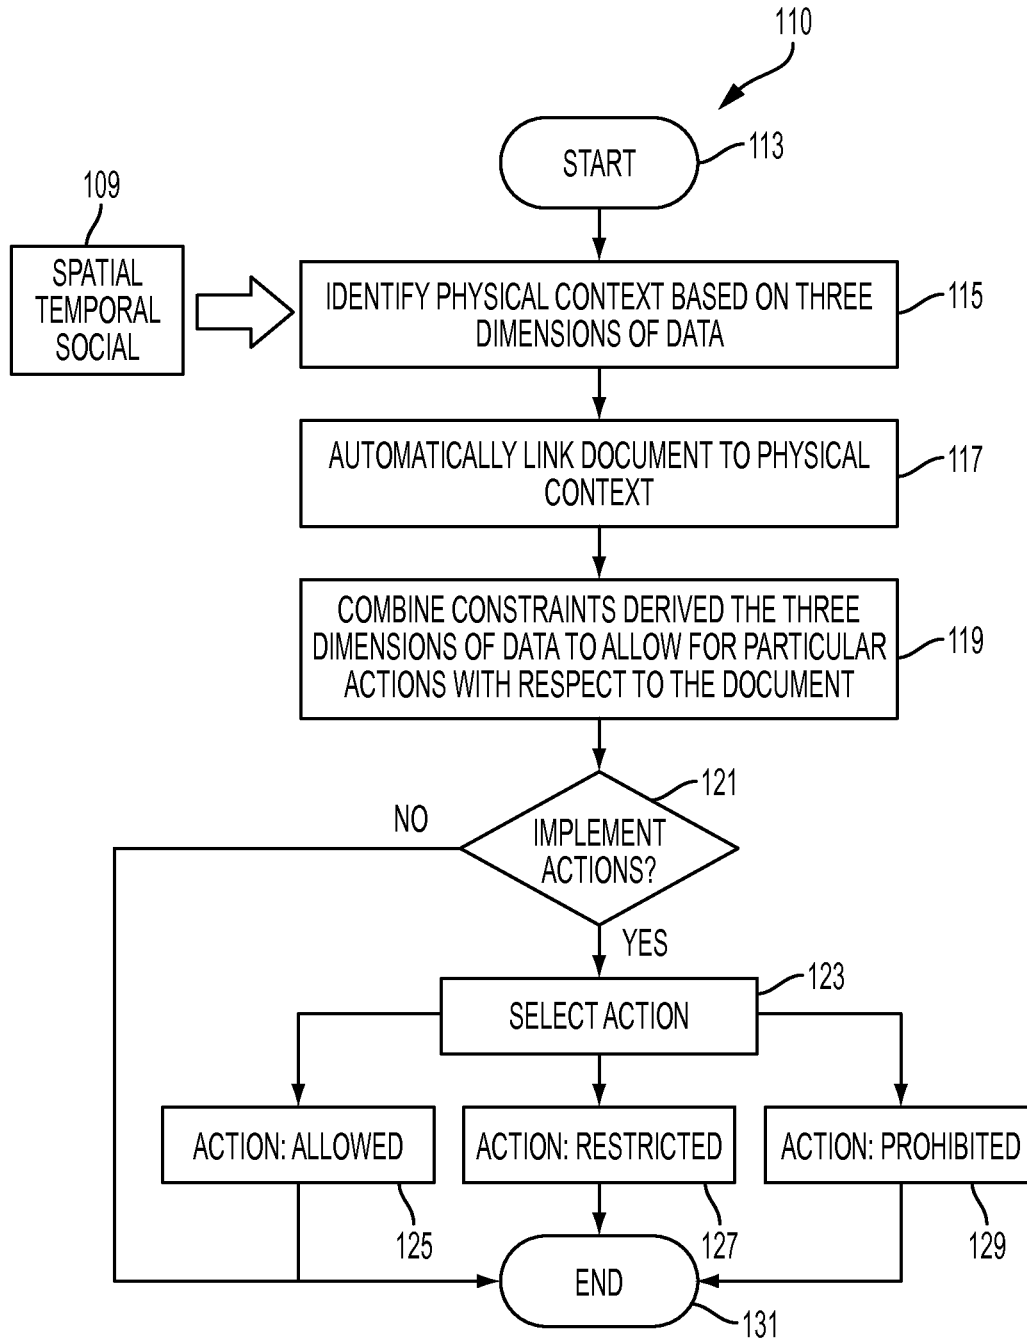 110
START
113
109
SPATIAL
TEMPORAL
SOCIAL
IDENTIFY PHYSICAL CONTEXT BASED ON THREE
DIMENSIONS OF DATA
115
AUTOMATICALLY LINK DOCUMENT TO PHYSICAL
CONTEXT
117
COMBINE CONSTRAINTS DERIVED THE THREE
DIMENSIONS OF DATA TO ALLOW FOR PARTICULAR
ACTIONS WITH RESPECT TO THE DOCUMENT
119
121
NO
IMPLEMENT
ACTIONS?
YES
SELECT ACTION
123
ACTION: ALLOWED
ACTION: RESTRICTED
ACTION: PROHIBITED
125
127
129
END
131